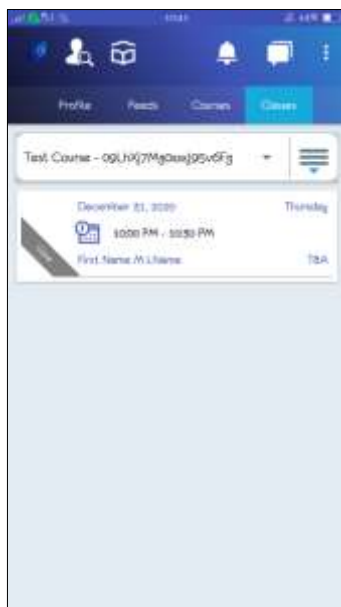 Profile Feeds Courses Classes
Test Course -
December 31, 2020 Thursday
10:00 PM - 10:30 PM
First Name M LName TBA